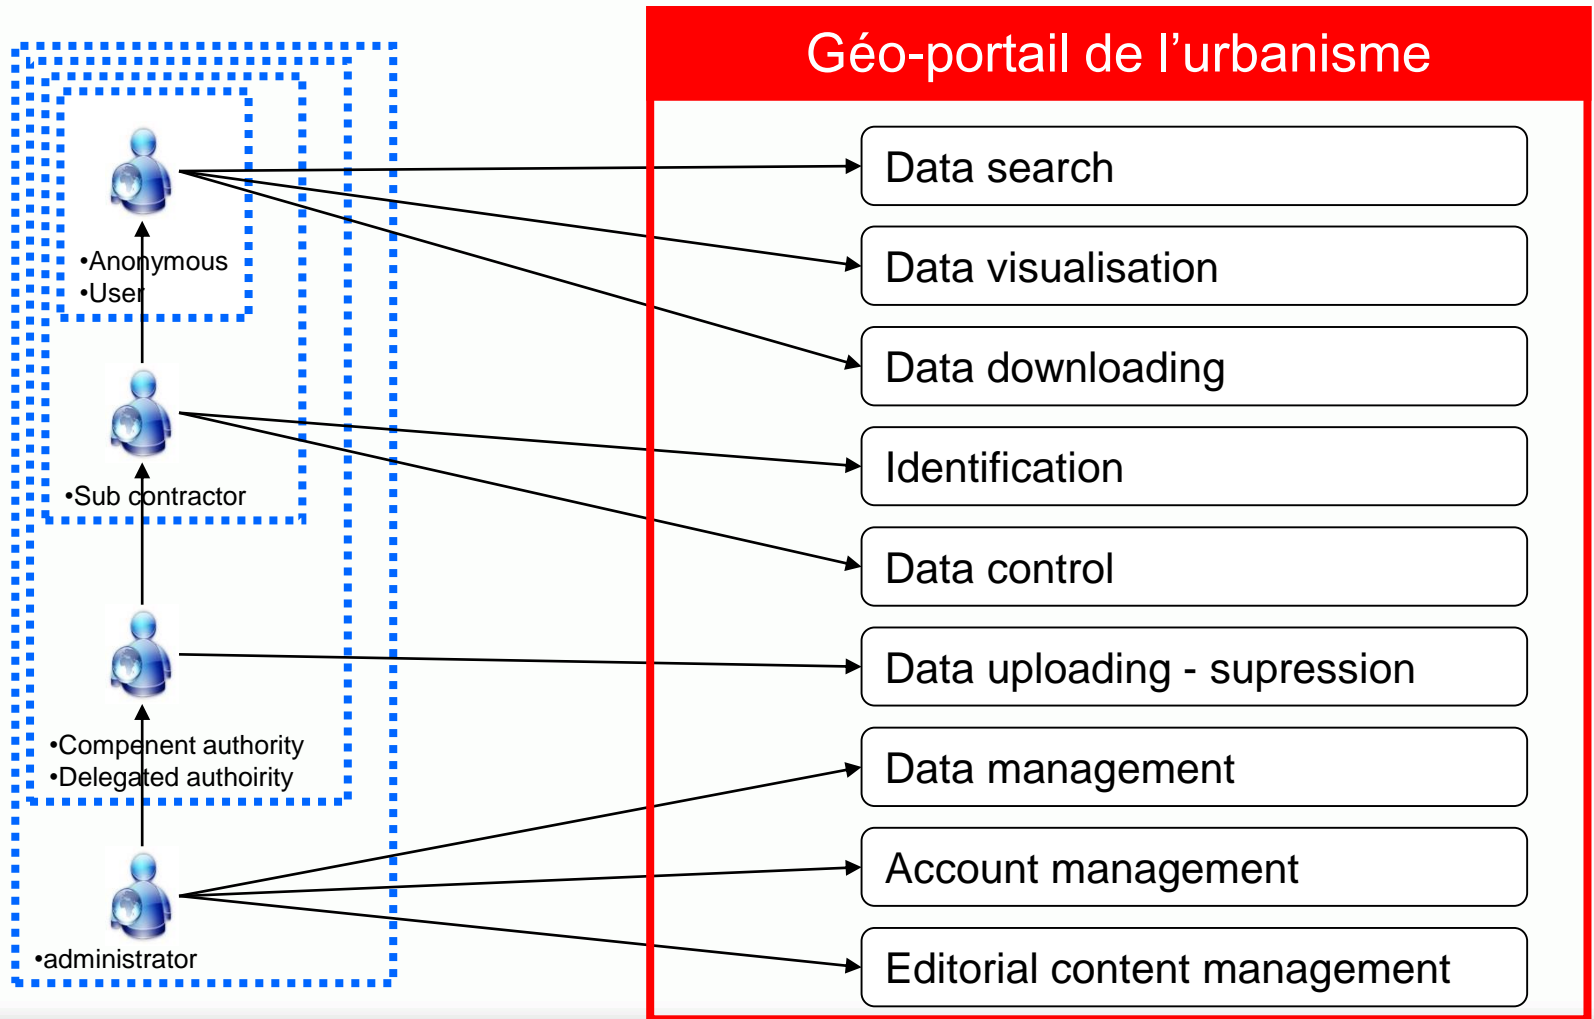 Géo-portail de l’urbanisme
•Anonymous
•User
•Sub contractor
•Compenent authority
•Delegated authoirity
•administrator
Data search
Data visualisation
Data downloading
Identification
Data control
Data uploading - supression
Data management
Account management
Editorial content management